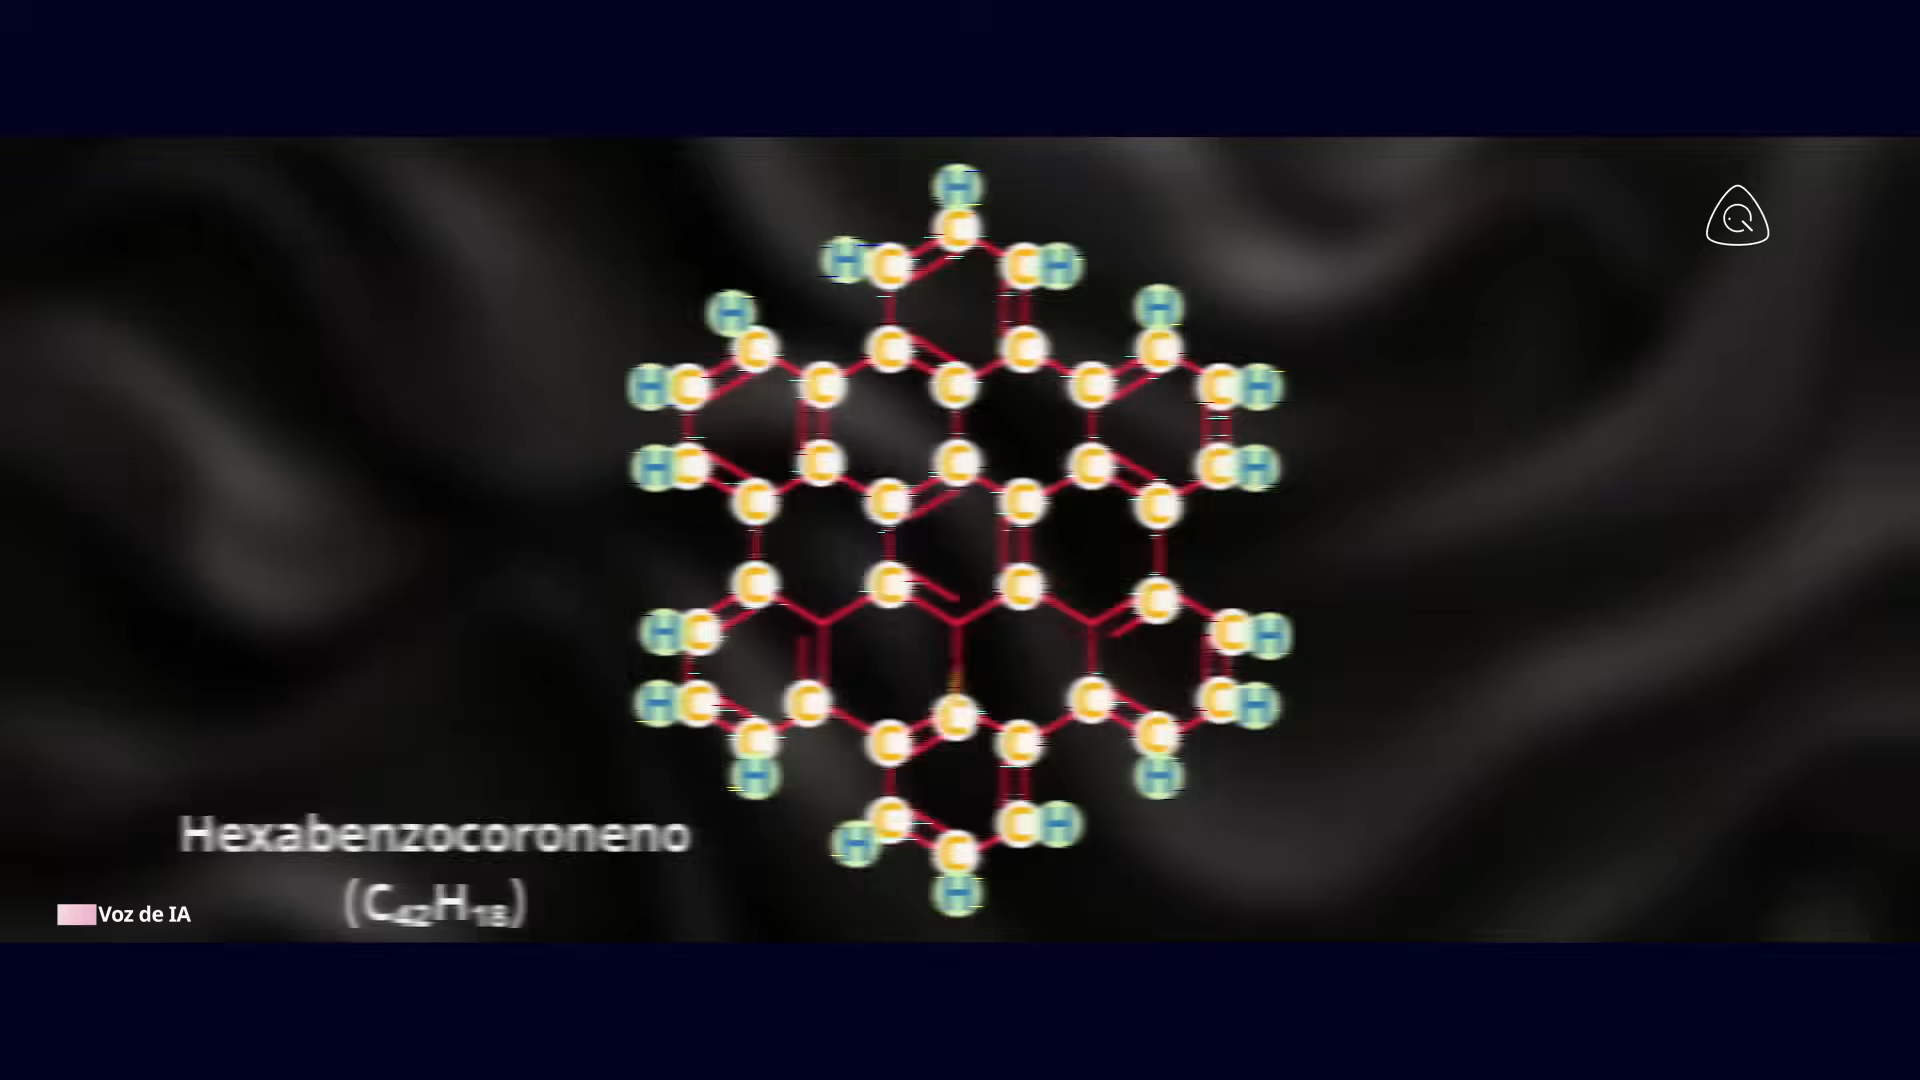 H
C
H C C H
H H
C C C C
H C C C C C H
H C C C C C H
C C C C
C C C C
H C C H
H C C C C H
C C C C C
H H
C C H
H C
H
Hexabenzocoroneno
(C₄₂H₁₈)
Voz de IA